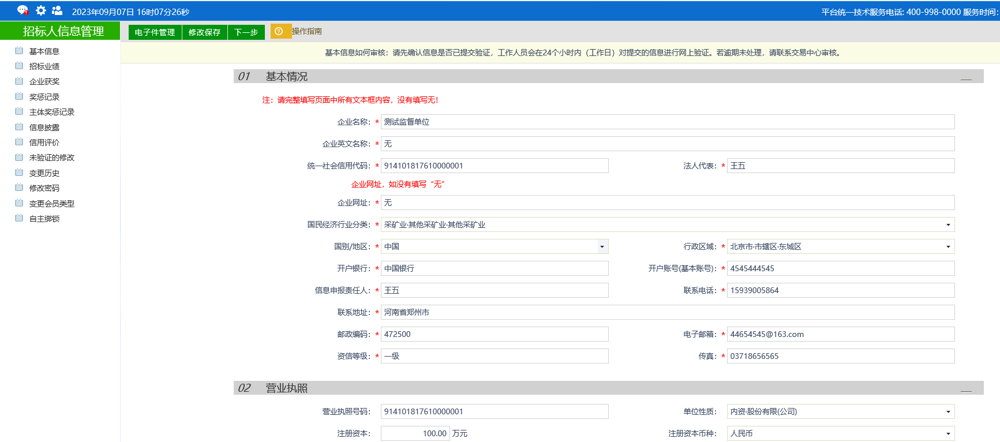 2023年09月07日 16时07分26秒
平台统一技术服务电话: 400-998-0000 服务时间:
招标人信息管理
电子件管理 修改保存 下一步 操作指南
基本信息
招标业绩
企业获奖
奖惩记录
主体奖惩记录
信息披露
信用评价
未验证的修改
变更历史
修改密码
变更会员类型
自主绑锁
基本信息如何审核：请先确认信息是否已提交验证，工作人员会在24个小时内（工作日）对提交的信息进行网上验证。若逾期未处理，请联系交易中心审核。
01 基本情况
注：请完整填写页面中所有文本框内容，没有填写无！
企业名称：* 测试监督单位
企业英文名称：* 无
统一社会信用代码：* 914101817610000001 法人代表：* 王五
企业网址，如没有填写“无”
企业网址：* 无
国民经济行业分类：* 采矿业·其他采矿业·其他采矿业
国别/地区：* 中国 行政区域：* 北京市·市辖区·东城区
开户银行：* 中国银行 开户账号(基本账号)：* 4545444545
信息申报责任人：* 王五 联系电话：* 15939005864
联系地址：* 河南省郑州市
邮政编码：* 472500 电子邮箱：* 44654545@163.com
资信等级：* 一级 传真：* 03718656565
02 营业执照
营业执照号码： 914101817610000001 单位性质： 内资·股份有限(公司)
注册资本： 100.00 万元 注册资本币种： 人民币